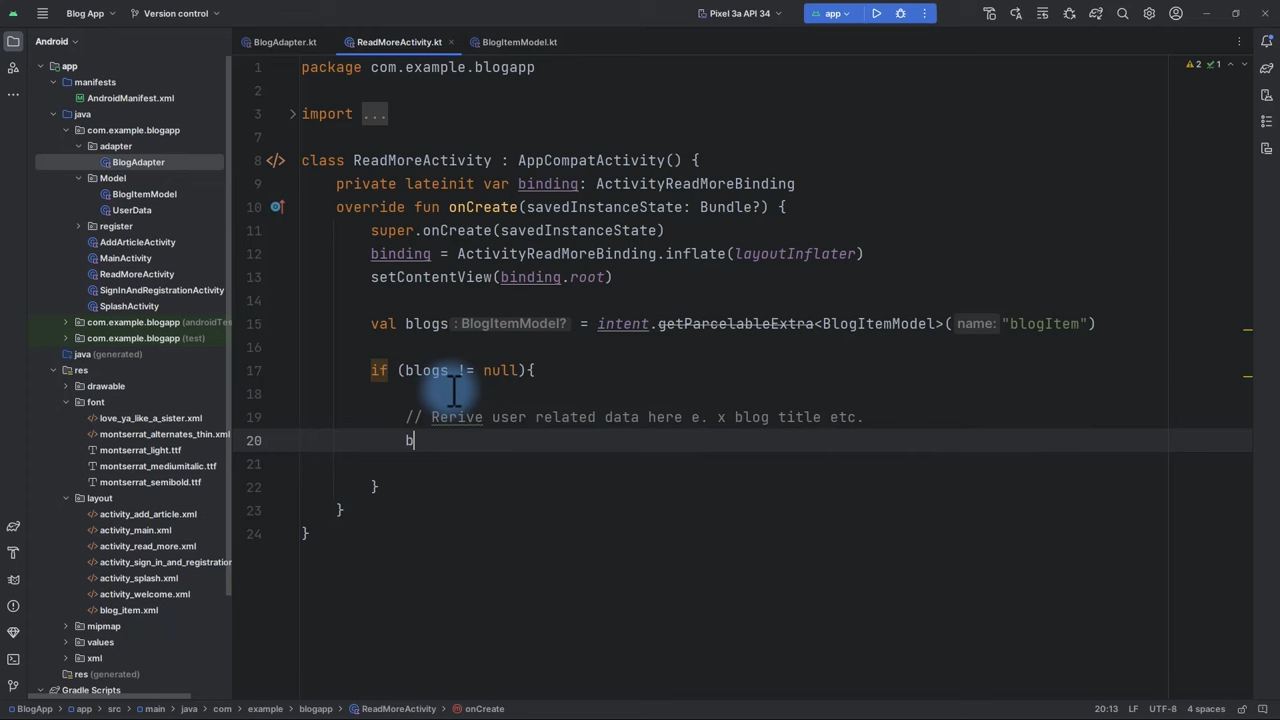 Blog App
Version control
Pixel 3a API 34
app
Android
BlogAdapter.kt
ReadMoreActivity.kt
BlogItemModel.kt
app
manifests
AndroidManifest.xml
java
com.example.blogapp
adapter
BlogAdapter
Model
BlogItemModel
UserData
register
AddArticleActivity
MainActivity
ReadMoreActivity
SignInAndRegistrationActivity
SplashActivity
com.example.blogapp (androidTes
com.example.blogapp (test)
java (generated)
res
drawable
font
love_ya_like_a_sister.xml
montserrat_alternates_thin.xml
montserrat_light.ttf
montserrat_mediumitalic.ttf
montserrat_semibold.ttf
layout
activity_add_article.xml
activity_main.xml
activity_read_more.xml
activity_sign_in_and_registration
activity_splash.xml
activity_welcome.xml
blog_item.xml
mipmap
values
xml
res (generated)
Gradle Scripts
2 1
1 package com.example.blogapp
2
3 import ...
7
8 class ReadMoreActivity : AppCompatActivity() {
9 private lateinit var binding: ActivityReadMoreBinding
10 override fun onCreate(savedInstanceState: Bundle?) {
11 super.onCreate(savedInstanceState)
12 binding = ActivityReadMoreBinding.inflate(layoutInflater)
13 setContentView(binding.root)
14
15 val blogs : BlogItemModel? = intent.getParcelableExtra<BlogItemModel>( name: "blogItem")
16
17 if (blogs != null){
18
19 // Rerive user related data here e. x blog title etc.
20 b
21
22 }
23 }
24 }
BlogApp > app > src > main > java > com > example > blogapp > ReadMoreActivity > onCreate
20:13 LF UTF-8 4 spaces